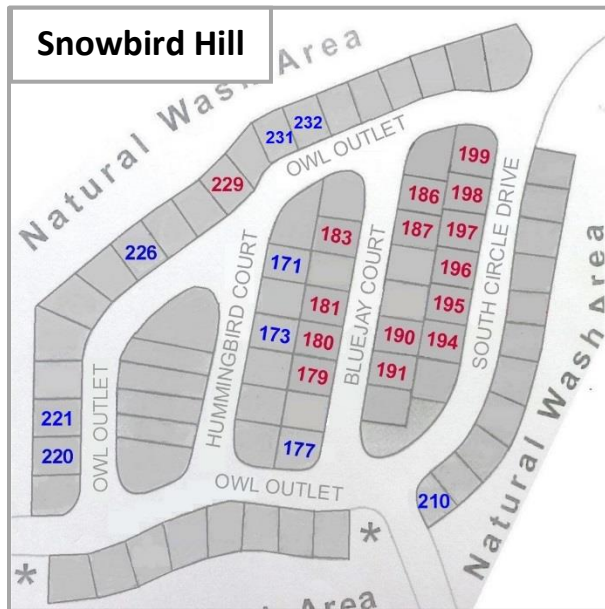 Snowbird Hill
Natural Wash Area
232
231
OWL OUTLET
199
229
186
198
183
187
197
226
171
196
HUMMINGBIRD COURT
BLUEJAY COURT
SOUTH CIRCLE DRIVE
Natural Wash Area
181
195
173
180
190
194
179
191
221
220
OWL OUTLET
177
OWL OUTLET
210
*
*
Area